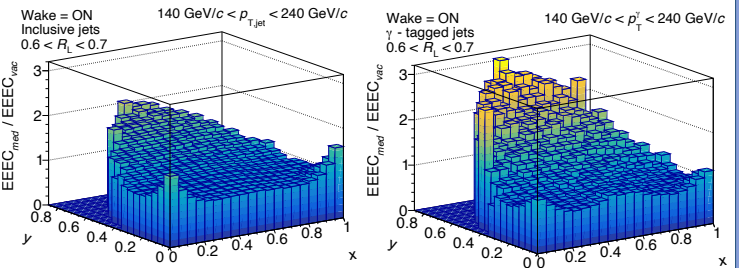 Wake = ON
Inclusive jets
0.6 < R_L < 0.7
140 GeV/c < p_T,jet < 240 GeV/c
EEEC_med / EEEC_vac
3
2
1
0
0.8
0.6
0.4
0.2
0
y
0
0.2
0.4
0.6
0.8
1
x
Wake = ON
γ - tagged jets
0.6 < R_L < 0.7
140 GeV/c < p_T^γ < 240 GeV/c
EEEC_med / EEEC_vac
3
2
1
0
0.8
0.6
0.4
0.2
0
y
0
0.2
0.4
0.6
0.8
1
x